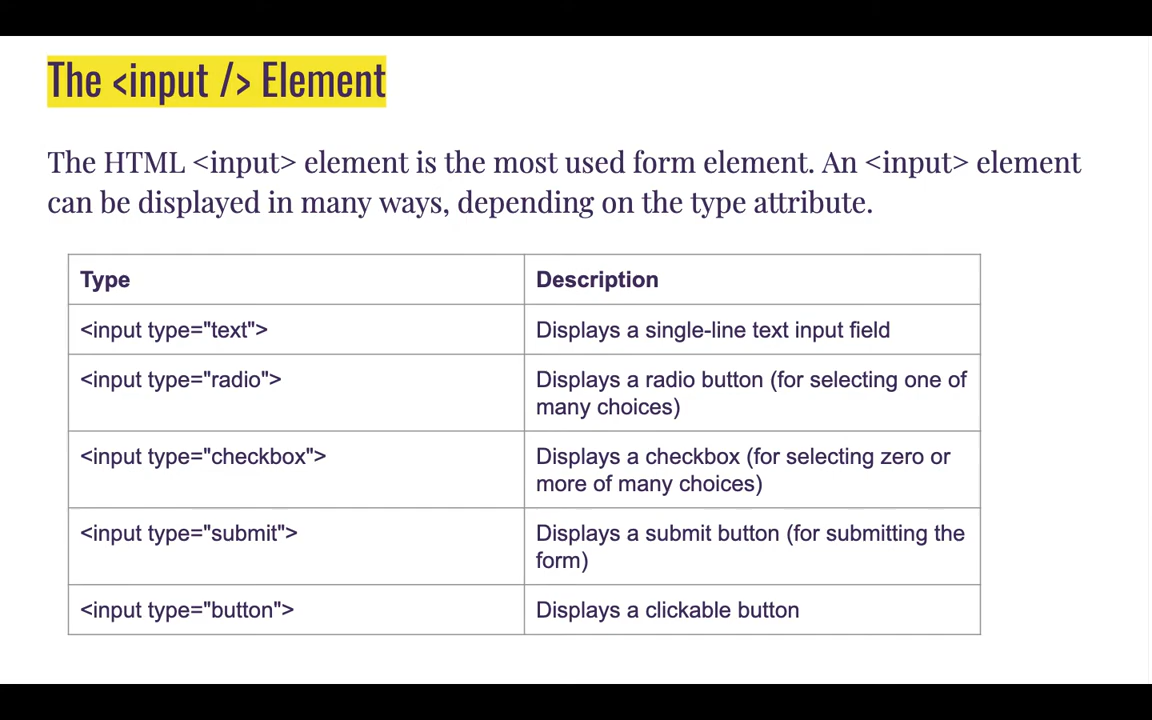 The <input /> Element
The HTML <input> element is the most used form element. An <input> element
can be displayed in many ways, depending on the type attribute.
Type
Description
<input type="text">
Displays a single-line text input field
<input type="radio">
Displays a radio button (for selecting one of
many choices)
<input type="checkbox">
Displays a checkbox (for selecting zero or
more of many choices)
<input type="submit">
Displays a submit button (for submitting the
form)
<input type="button">
Displays a clickable button